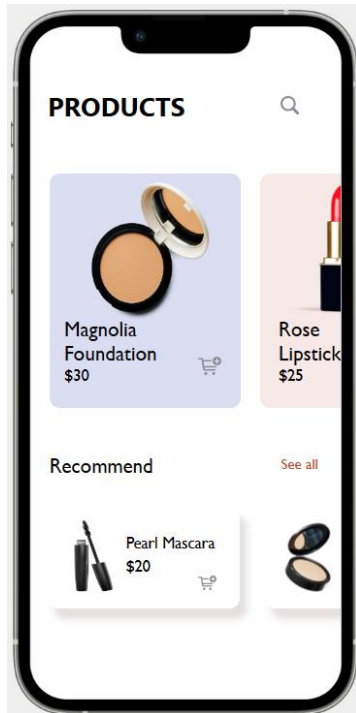 PRODUCTS
Magnolia
Foundation
$30
Rose
Lipstick
$25
Recommend
See all
Pearl Mascara
$20